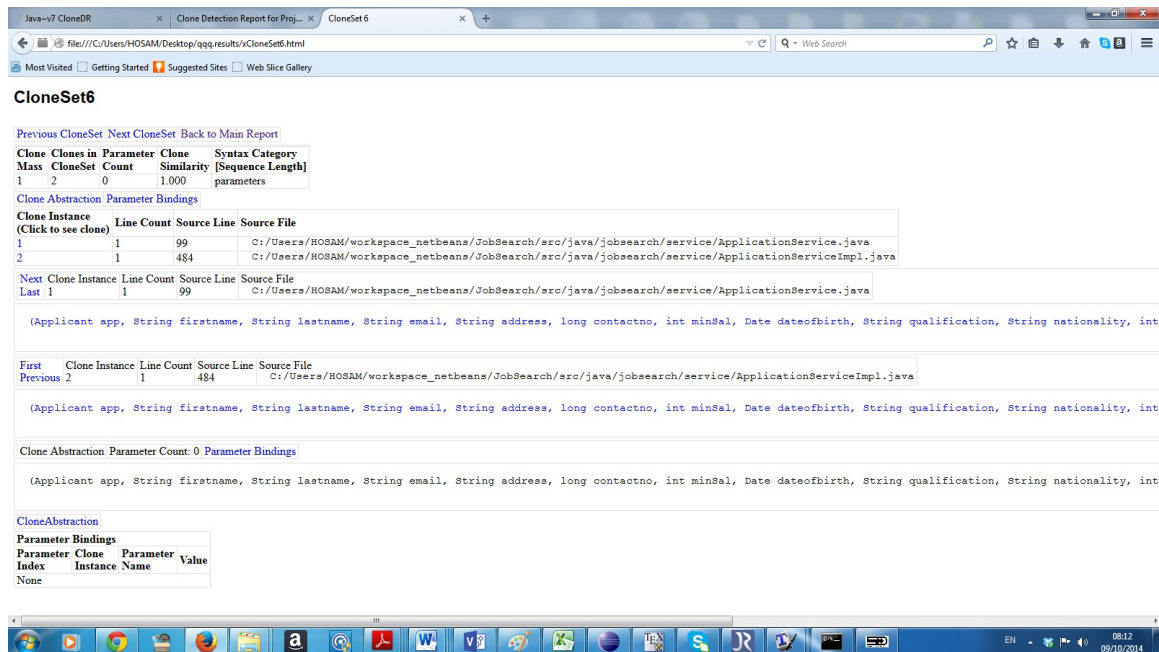 Java~v7 CloneDR × Clone Detection Report for Proj... × CloneSet 6 × +
file:///C:/Users/HOSAM/Desktop/qqq.results/xCloneSet6.html Web Search
Most Visited Getting Started Suggested Sites Web Slice Gallery
CloneSet6
Previous CloneSet Next CloneSet Back to Main Report
Clone Clones in Parameter Clone Syntax Category
Mass CloneSet Count Similarity [Sequence Length]
1 2 0 1.000 parameters
Clone Abstraction Parameter Bindings
Clone Instance
(Click to see clone) Line Count Source Line Source File
1 1 99 C:/Users/HOSAM/workspace_netbeans/JobSearch/src/java/jobsearch/service/ApplicationService.java
2 1 484 C:/Users/HOSAM/workspace_netbeans/JobSearch/src/java/jobsearch/service/ApplicationServiceImpl.java
Next Clone Instance Line Count Source Line Source File
Last 1 1 99 C:/Users/HOSAM/workspace_netbeans/JobSearch/src/java/jobsearch/service/ApplicationService.java
(Applicant app, String firstname, String lastname, String email, String address, long contactno, int minSal, Date dateofbirth, String qualification, String nationality, int
First Clone Instance Line Count Source Line Source File
Previous 2 1 484 C:/Users/HOSAM/workspace_netbeans/JobSearch/src/java/jobsearch/service/ApplicationServiceImpl.java
(Applicant app, String firstname, String lastname, String email, String address, long contactno, int minSal, Date dateofbirth, String qualification, String nationality, int
Clone Abstraction Parameter Count: 0 Parameter Bindings
(Applicant app, String firstname, String lastname, String email, String address, long contactno, int minSal, Date dateofbirth, String qualification, String nationality, int
CloneAbstraction
Parameter Bindings
Parameter Clone Parameter Value
Index Instance Name
None
EN 08:12
09/10/2014